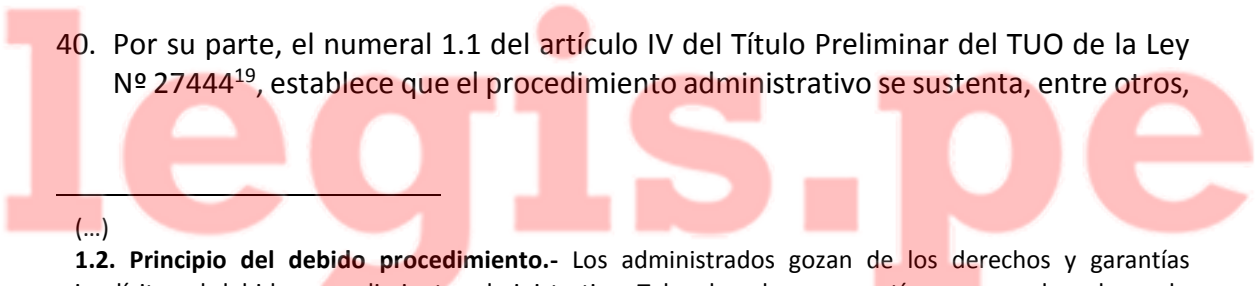 40. Por su parte, el numeral 1.1 del artículo IV del Título Preliminar del TUO de la Ley
Nº 27444¹⁹, establece que el procedimiento administrativo se sustenta, entre otros,
legis.pe
(…)
1.2. Principio del debido procedimiento.- Los administrados gozan de los derechos y garantías